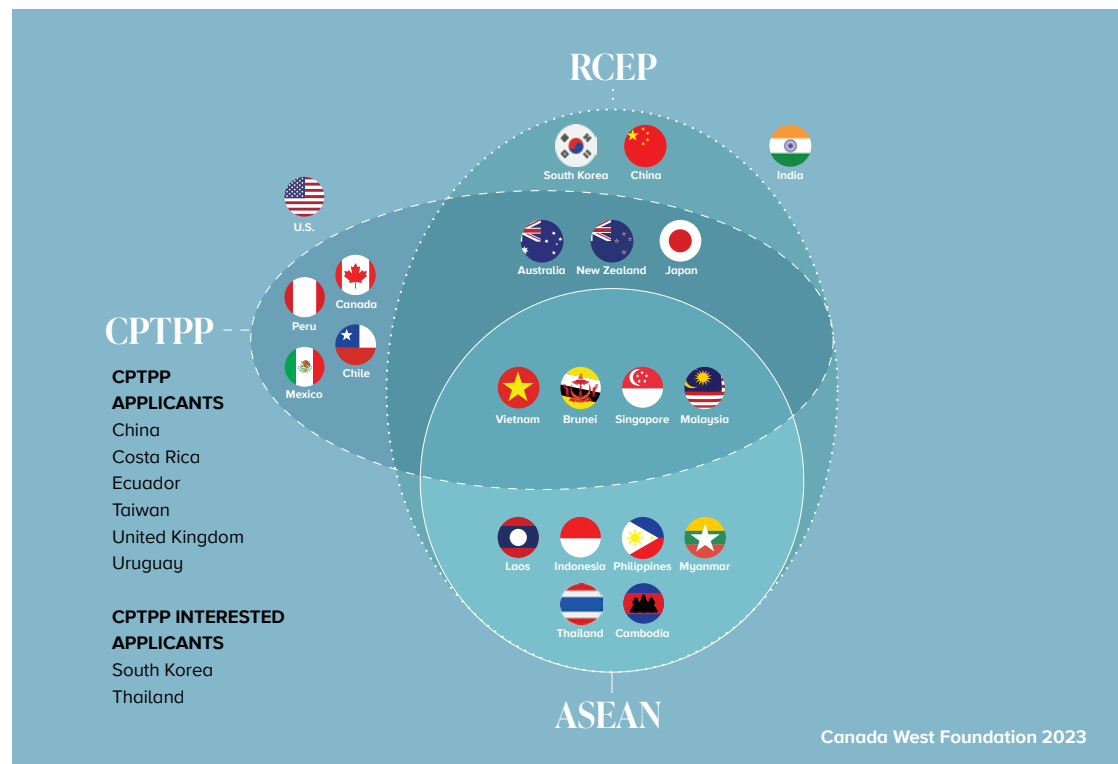 RCEP
South Korea
China
India
U.S.
Australia
New Zealand
Japan
Canada
Peru
CPTPP
Chile
Mexico
CPTPP
APPLICANTS
China
Costa Rica
Ecuador
Taiwan
United Kingdom
Uruguay
CPTPP INTERESTED
APPLICANTS
South Korea
Thailand
Vietnam
Brunei
Singapore
Malaysia
Laos
Indonesia
Philippines
Myanmar
Thailand
Cambodia
ASEAN
Canada West Foundation 2023